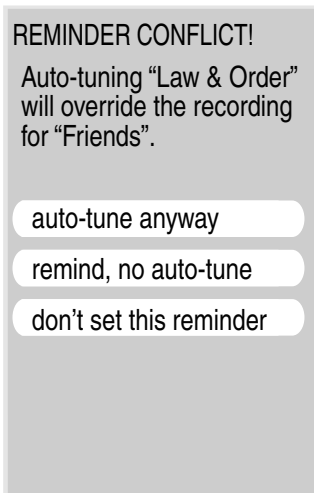 REMINDER CONFLICT!
Auto-tuning “Law & Order”
will override the recording
for “Friends”.
auto-tune anyway
remind, no auto-tune
don’t set this reminder